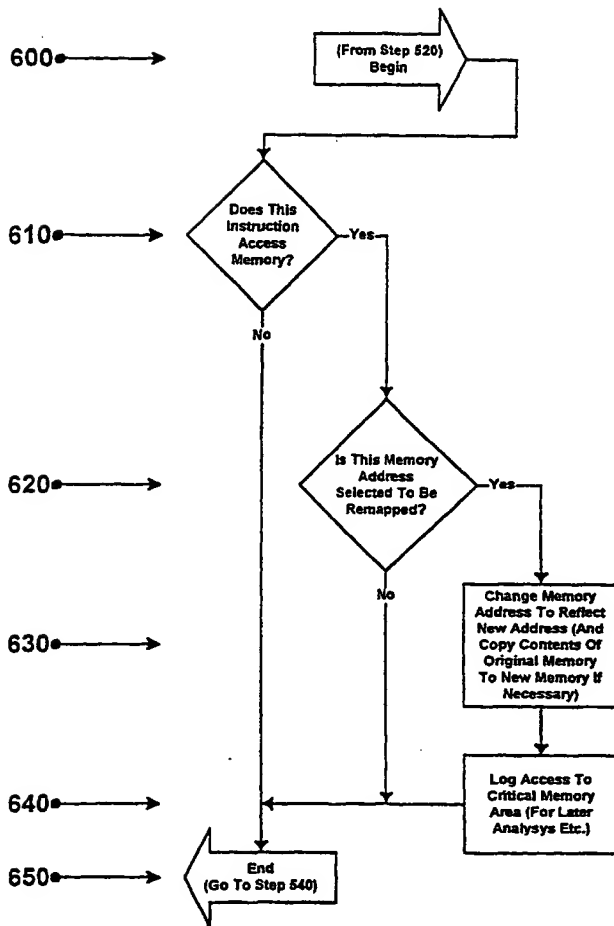 600
(From Step 520)
Begin
610
Does This
Instruction
Access
Memory?
Yes
No
620
Is This Memory
Address
Selected To Be
Remapped?
Yes
No
630
Change Memory
Address To Reflect
New Address (And
Copy Contents Of
Original Memory
To New Memory If
Necessary)
640
Log Access To
Critical Memory
Area (For Later
Analysys Etc.)
650
End
(Go To Step 540)